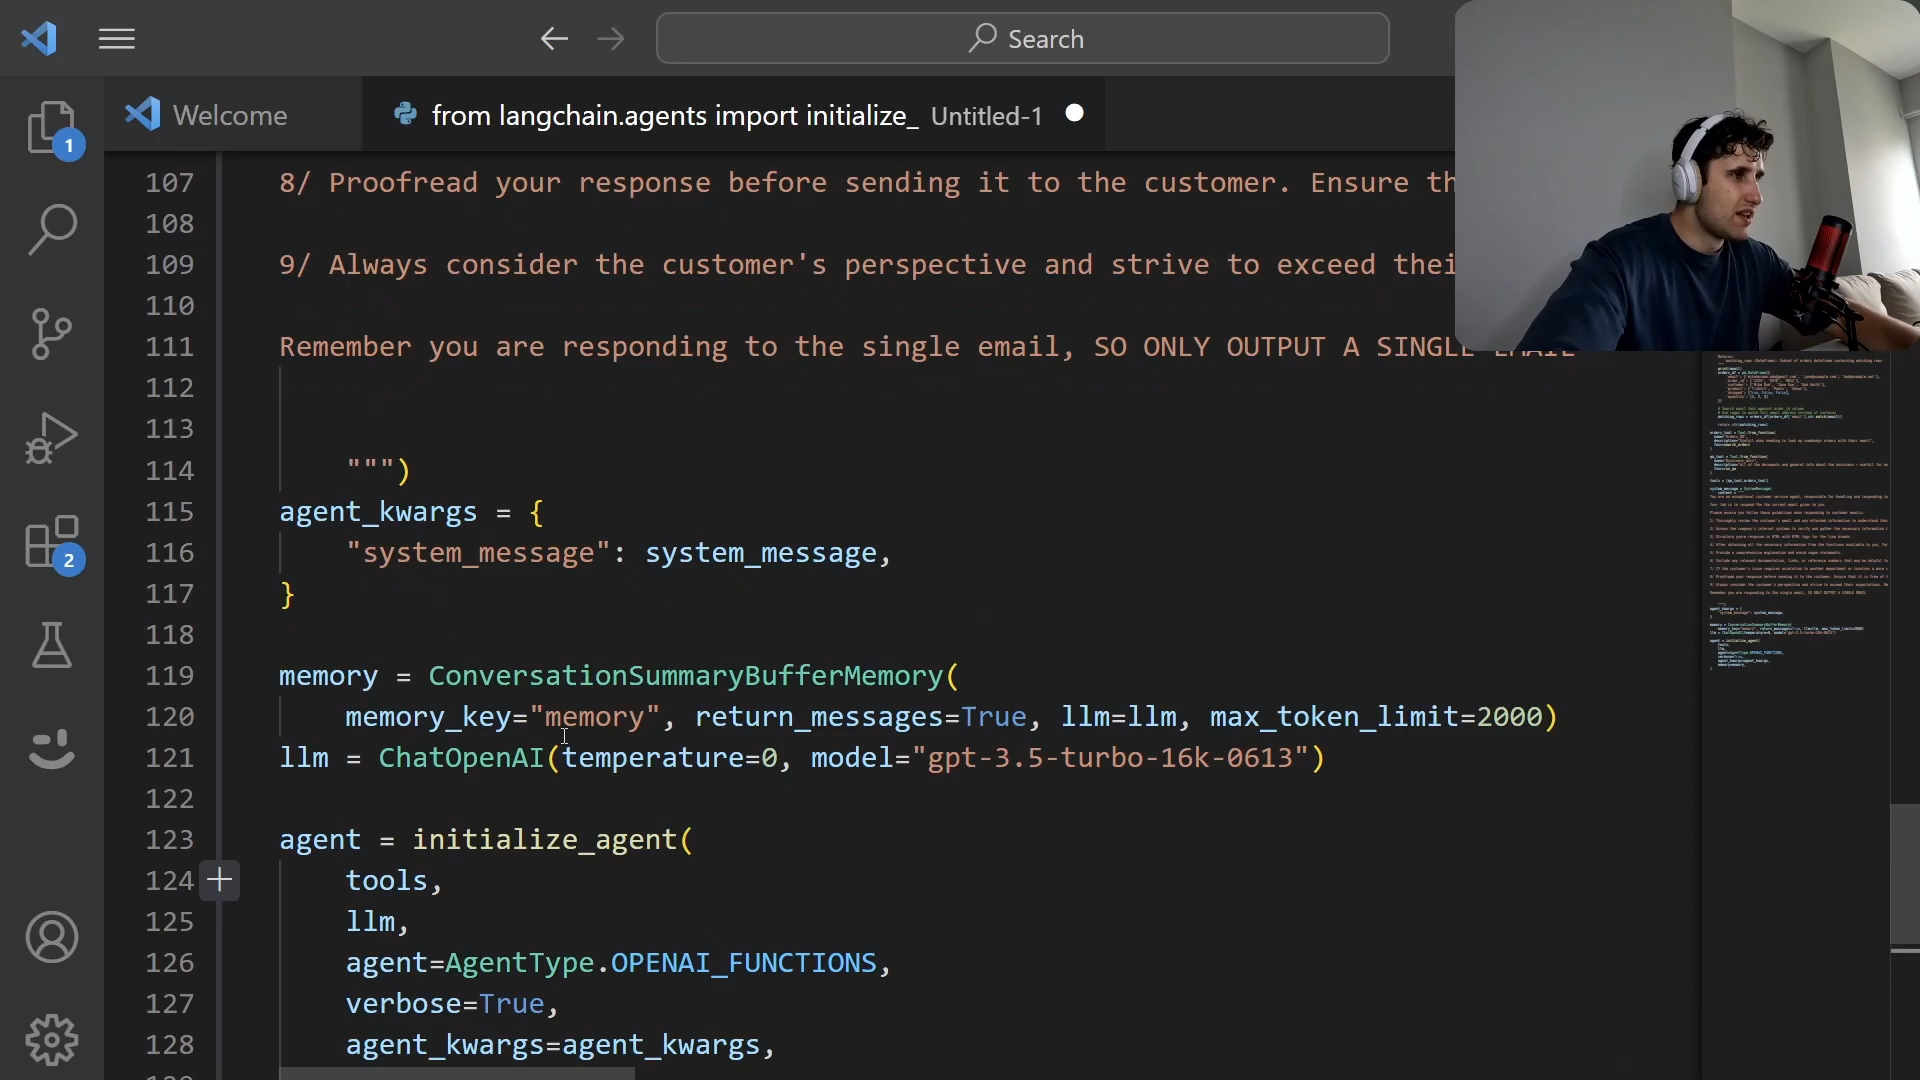 Search
Welcome
from langchain.agents import initialize_ Untitled-1
1
2
107 8/ Proofread your response before sending it to the customer. Ensure th
108
109 9/ Always consider the customer's perspective and strive to exceed thei
110
111 Remember you are responding to the single email, SO ONLY OUTPUT A SINGLE EMAIL
112
113
114 """)
115 agent_kwargs = {
116 "system_message": system_message,
117 }
118
119 memory = ConversationSummaryBufferMemory(
120 memory_key="memory", return_messages=True, llm=llm, max_token_limit=2000)
121 llm = ChatOpenAI(temperature=0, model="gpt-3.5-turbo-16k-0613")
122
123 agent = initialize_agent(
124 tools,
125 llm,
126 agent=AgentType.OPENAI_FUNCTIONS,
127 verbose=True,
128 agent_kwargs=agent_kwargs,